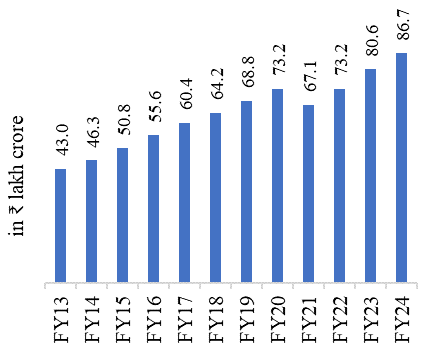 in ₹ lakh crore
43.0
46.3
50.8
55.6
60.4
64.2
68.8
73.2
67.1
73.2
80.6
86.7
FY13
FY14
FY15
FY16
FY17
FY18
FY19
FY20
FY21
FY22
FY23
FY24